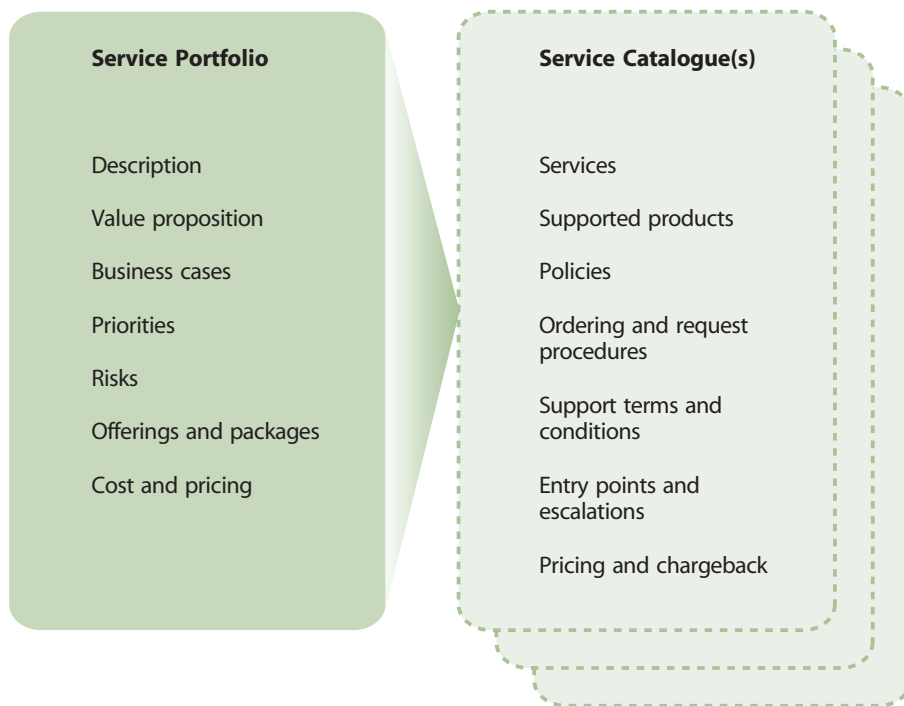 Service Portfolio
Description
Value proposition
Business cases
Priorities
Risks
Offerings and packages
Cost and pricing
Service Catalogue(s)
Services
Supported products
Policies
Ordering and request
procedures
Support terms and
conditions
Entry points and
escalations
Pricing and chargeback